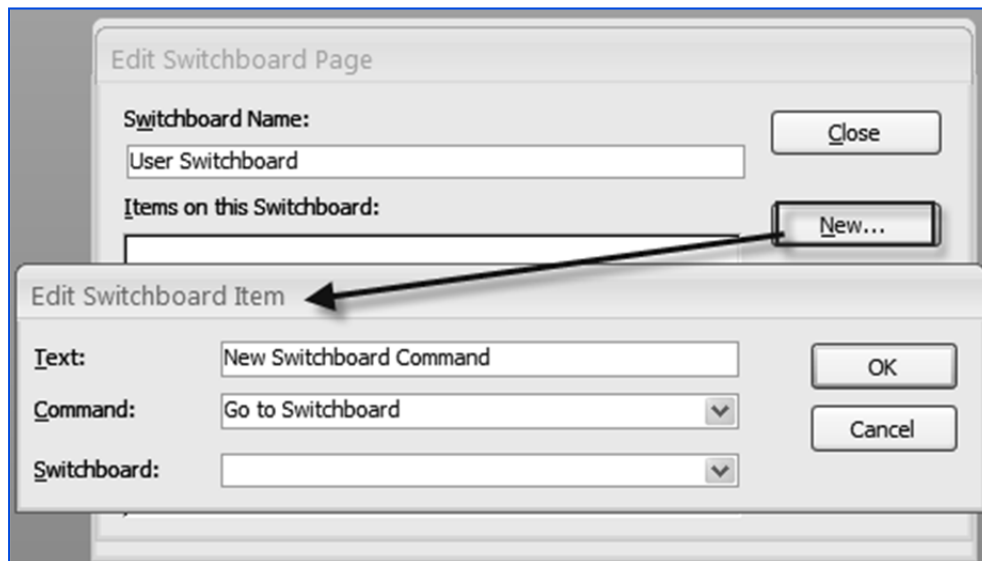 Edit Switchboard Page
Switchboard Name:
Close
User Switchboard
Items on this Switchboard:
New...
Edit Switchboard Item
Text:
New Switchboard Command
OK
Command:
Go to Switchboard
Cancel
Switchboard: